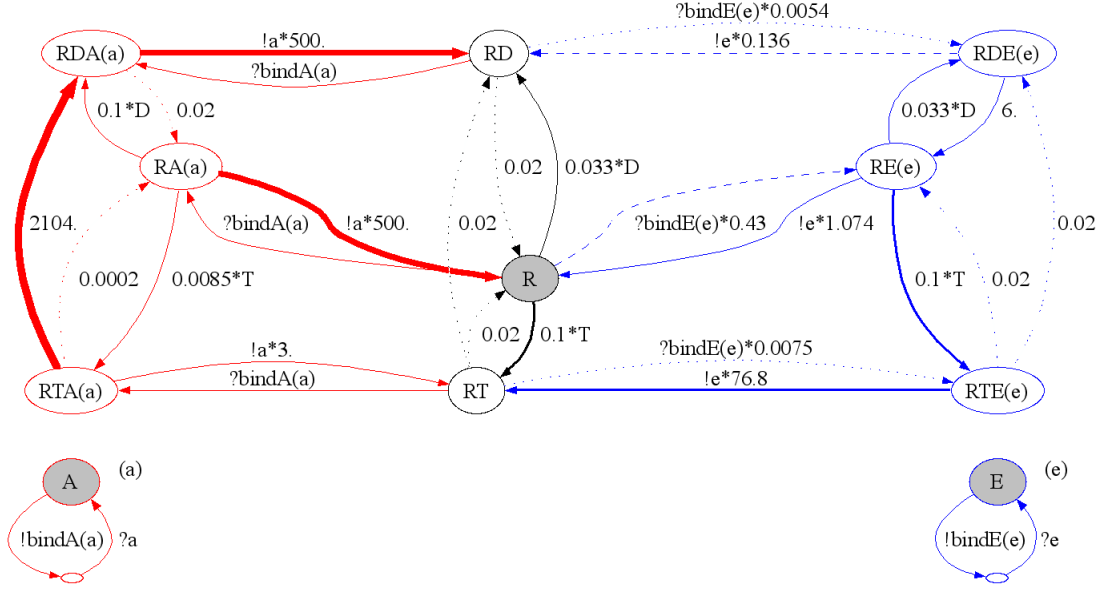 ?bindE(e)*0.0054
RDA(a)
!a*500.
RD
!e*0.136
RDE(e)
?bindA(a)
0.1*D
0.02
0.033*D
6.
RA(a)
0.02
0.033*D
RE(e)
2104.
?bindA(a)
!a*500.
0.02
?bindE(e)*0.43
!e*1.074
0.02
0.0002
0.0085*T
R
0.1*T
0.02
0.02
0.1*T
!a*3.
?bindE(e)*0.0075
RTA(a)
?bindA(a)
RT
!e*76.8
RTE(e)
A
(a)
E
(e)
!bindA(a)
?a
!bindE(e)
?e